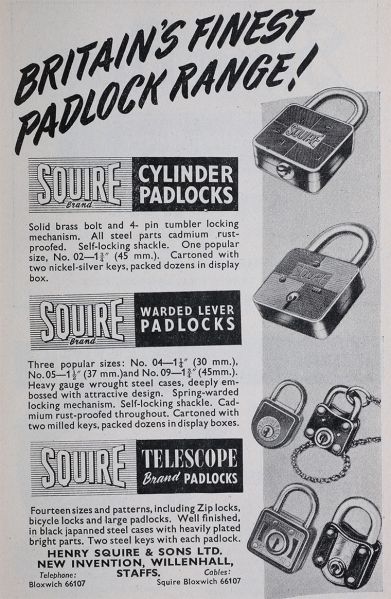 BRITAIN'S FINEST
PADLOCK RANGE!
SQUIRE
Brand
CYLINDER
PADLOCKS
Solid brass bolt and 4- pin tumbler locking
mechanism. All steel parts cadmium rust-
proofed. Self-locking shackle. One popular
size, No. 02—1¾" (45 mm.). Cartoned with
two nickel-silver keys, packed dozens in display
box.
SQUIRE
Brand
WARDED LEVER
PADLOCKS
Three popular sizes: No. 04—1⅛" (30 mm.),
No. 05—1½" (37 mm.)and No. 09—1¾" (45mm.).
Heavy gauge wrought steel cases, deeply em-
bossed with attractive design. Spring-warded
locking mechanism. Self-locking shackle. Cad-
mium rust-proofed throughout. Cartoned with
two milled keys, packed dozens in display boxes.
SQUIRE
TELESCOPE
Brand PADLOCKS
Fourteen sizes and patterns, including Zip locks,
bicycle locks and large padlocks. Well finished,
in black japanned steel cases with heavily plated
bright parts. Two steel keys with each padlock.
HENRY SQUIRE & SONS LTD.
NEW INVENTION, WILLENHALL,
STAFFS.
Telephone:
Bloxwich 66107
Cables:
Squire Bloxwich 66107
SQUIRE